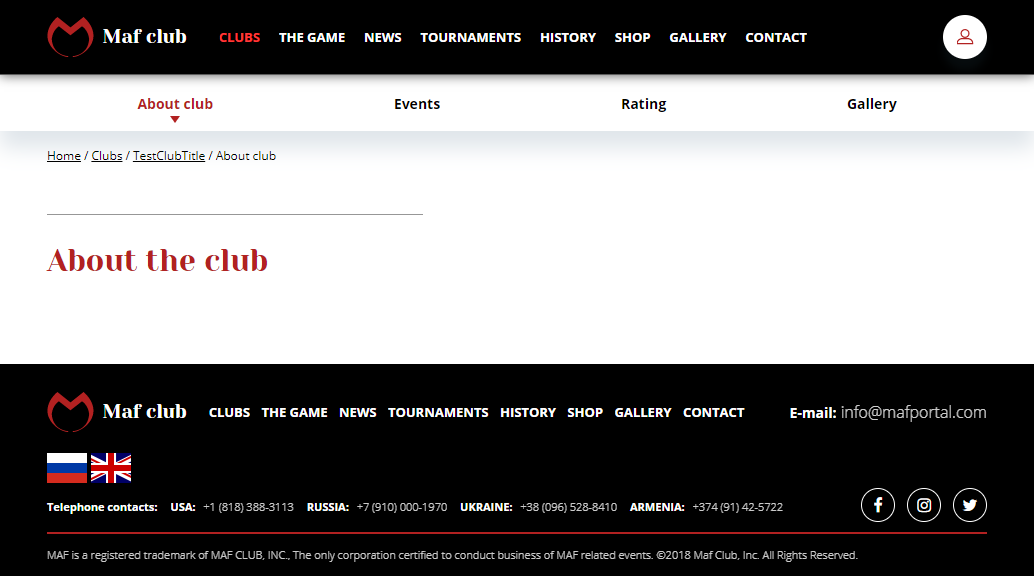 Maf club CLUBS THE GAME NEWS TOURNAMENTS HISTORY SHOP GALLERY CONTACT
About club Events Rating Gallery
Home / Clubs / TestClubTitle / About club
About the club
Maf club CLUBS THE GAME NEWS TOURNAMENTS HISTORY SHOP GALLERY CONTACT E-mail: info@mafportal.com
Telephone contacts: USA: +1 (818) 388-3113 RUSSIA: +7 (910) 000-1970 UKRAINE: +38 (096) 528-8410 ARMENIA: +374 (91) 42-5722
MAF is a registered trademark of MAF CLUB, INC., The only corporation certified to conduct business of MAF related events. ©2018 Maf Club, Inc. All Rights Reserved.